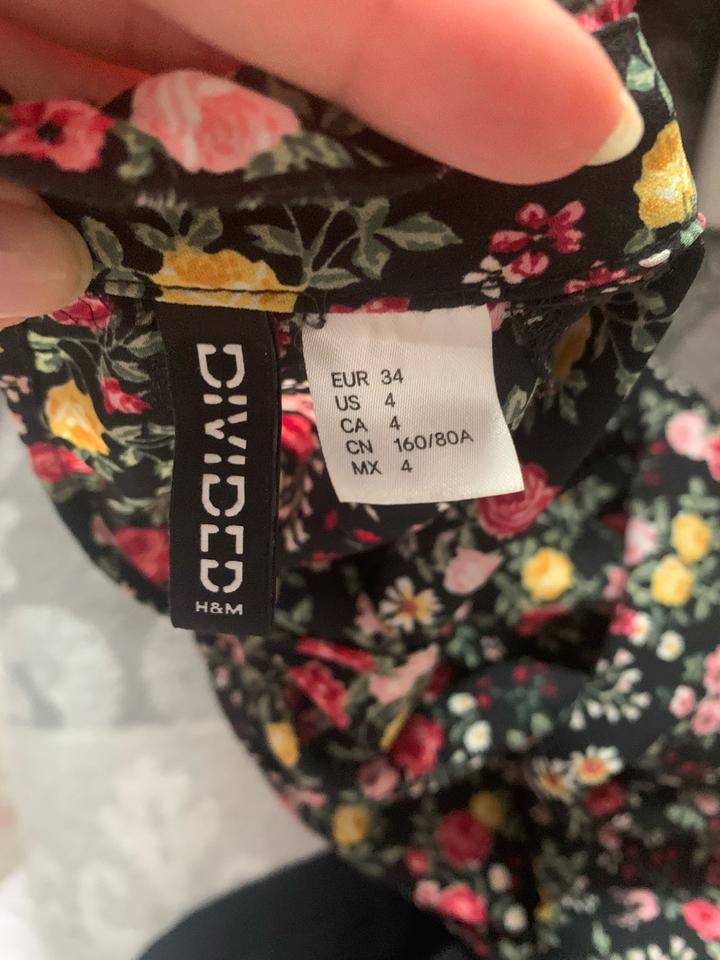 DIVIDED
H&M
EUR 34
US 4
CA 4
CN 160/80A
MX 4